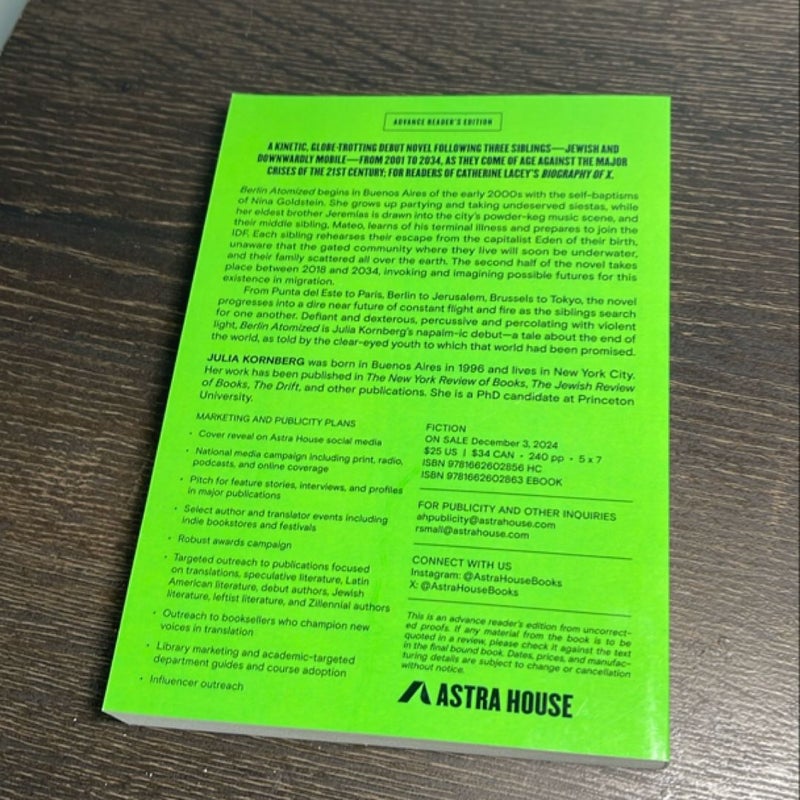 ADVANCE READER'S EDITION
A KINETIC, GLOBE-TROTTING DEBUT NOVEL FOLLOWING THREE SIBLINGS—JEWISH AND
DOWNWARDLY MOBILE—FROM 2001 TO 2034, AS THEY COME OF AGE AGAINST THE MAJOR
CRISES OF THE 21ST CENTURY; FOR READERS OF CATHERINE LACEY'S BIOGRAPHY OF X.
Berlin Atomized begins in Buenos Aires of the early 2000s with the self-baptisms
of Nina Goldstein. She grows up partying and taking undeserved siestas, while
her eldest brother Jeremías is drawn into the city's powder-keg music scene, and
their middle sibling, Mateo, learns of his terminal illness and prepares to join the
IDF. Each sibling rehearses their escape from the capitalist Eden of their birth,
unaware that the gated community where they live will soon be underwater,
and their family scattered all over the earth. The second half of the novel takes
place between 2018 and 2034, invoking and imagining possible futures for this
existence in migration.
From Punta del Este to Paris, Berlin to Jerusalem, Brussels to Tokyo, the novel
progresses into a dire near future of constant flight and fire as the siblings search
for one another. Defiant and dexterous, percussive and percolating with violent
light, Berlin Atomized is Julia Kornberg's napalm-ic debut—a tale about the end of
the world, as told by the clear-eyed youth to which that world had been promised.
JULIA KORNBERG was born in Buenos Aires in 1996 and lives in New York City.
Her work has been published in The New York Review of Books, The Jewish Review
of Books, The Drift, and other publications. She is a PhD candidate at Princeton
University.
MARKETING AND PUBLICITY PLANS
• Cover reveal on Astra House social media
• National media campaign including print, radio,
podcasts, and online coverage
• Pitch for feature stories, interviews, and profiles
in major publications
• Select author and translator events including
indie bookstores and festivals
• Robust awards campaign
• Targeted outreach to publications focused
on translations, speculative literature, Latin
American literature, debut authors, Jewish
literature, leftist literature, and Zillennial authors
• Outreach to booksellers who champion new
voices in translation
• Library marketing and academic-targeted
department guides and course adoption
• Influencer outreach
FICTION
ON SALE December 3, 2024
$25 US | $34 CAN • 240 pp • 5 x 7
ISBN 9781662602856 HC
ISBN 9781662602863 EBOOK
FOR PUBLICITY AND OTHER INQUIRIES
ahpublicity@astrahouse.com
rsmall@astrahouse.com
CONNECT WITH US
Instagram: @AstraHouseBooks
X: @AstraHouseBooks
This is an advance reader's edition from uncorrect-
ed proofs. If any material from the book is to be
quoted in a review, please check it against the text
in the final bound book. Dates, prices, and manufac-
turing details are subject to change or cancellation
without notice.
ASTRA HOUSE